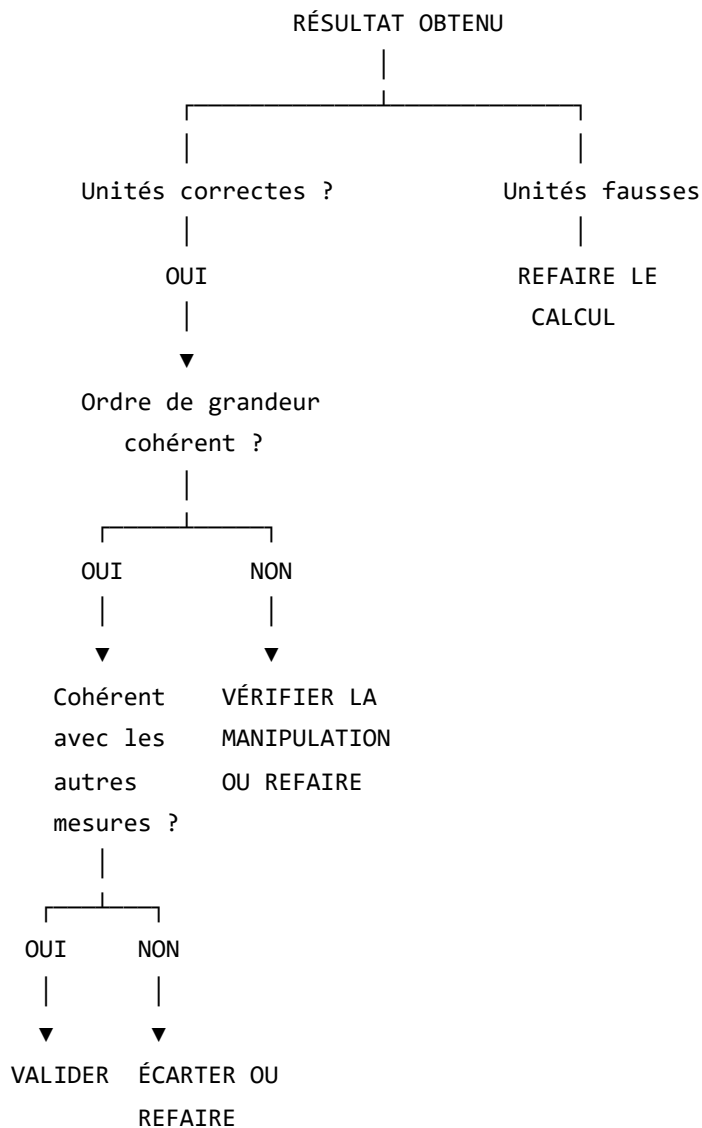 RÉSULTAT OBTENU
Unités correctes ? Unités fausses
OUI REFAIRE LE
CALCUL
Ordre de grandeur
cohérent ?
OUI NON
Cohérent VÉRIFIER LA
avec les MANIPULATION
autres OU REFAIRE
mesures ?
OUI NON
VALIDER ÉCARTER OU
REFAIRE